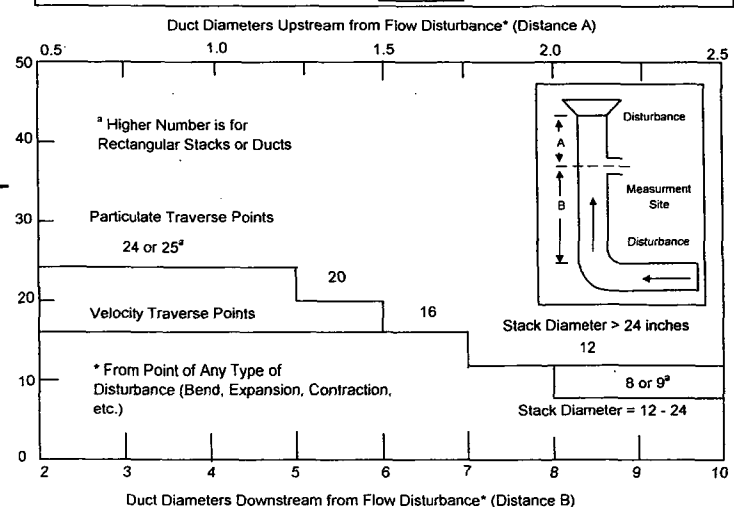 Duct Diameters Upstream from Flow Disturbance* (Distance A)
0.5 1.0 1.5 2.0 2.5
50
40
30
20
10
0
ª Higher Number is for
Rectangular Stacks or Ducts
Particulate Traverse Points
24 or 25ª
20
Velocity Traverse Points
16
* From Point of Any Type of
Disturbance (Bend, Expansion, Contraction,
etc.)
Disturbance
A
Measurment
Site
B
Disturbance
Stack Diameter > 24 inches
12
8 or 9ª
Stack Diameter = 12 - 24
2 3 4 5 6 7 8 9 10
Duct Diameters Downstream from Flow Disturbance* (Distance B)